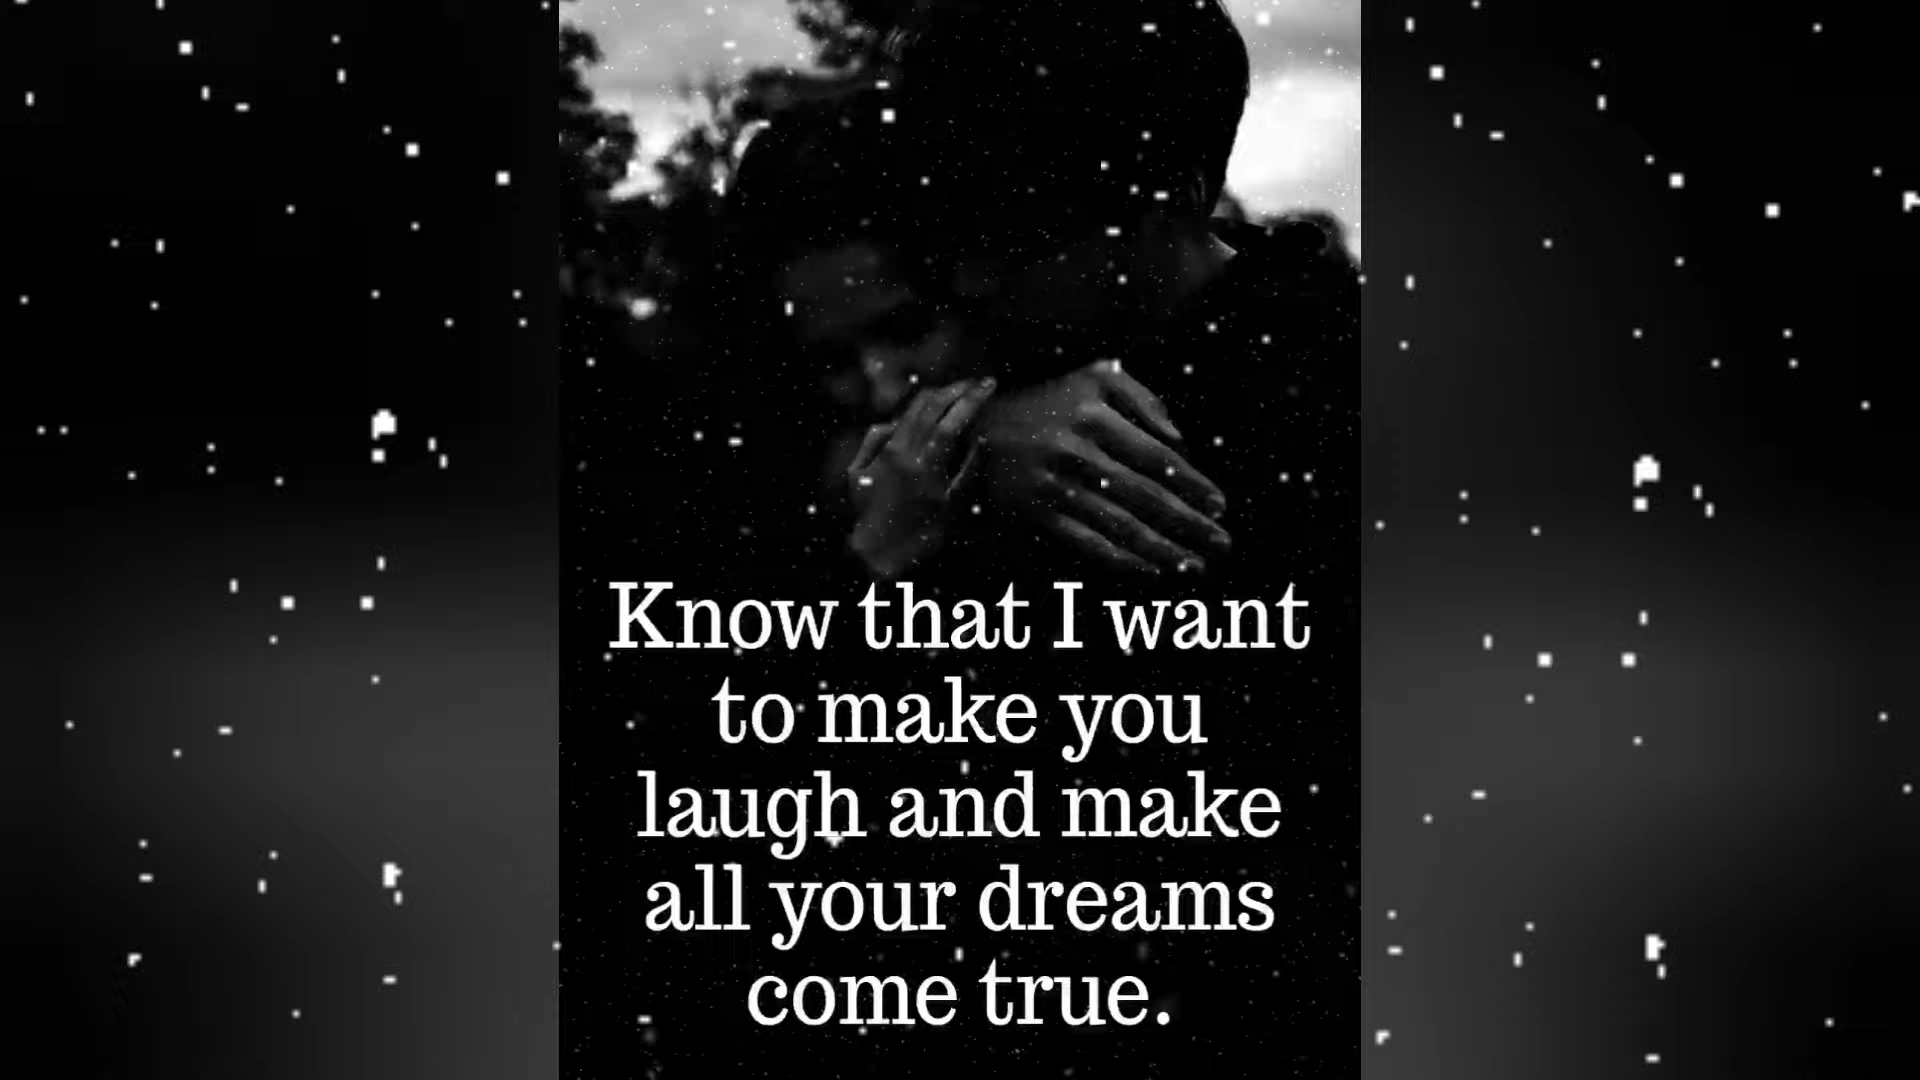 Know that I want
to make you
laugh and make
all your dreams
come true.